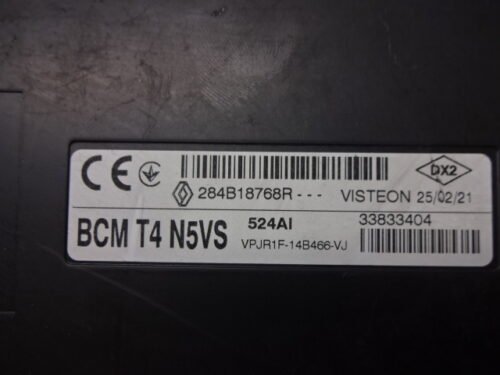 CE DX2
284B18768R - - - VISTEON 25/02/21
BCM T4 N5VS 524AI 33833404
VPJR1F-14B466-VJ